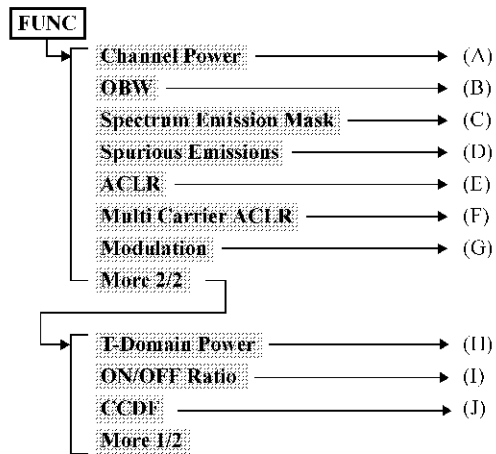 FUNC
Channel Power (A)
OBW (B)
Spectrum Emission Mask (C)
Spurious Emissions (D)
ACLR (E)
Multi Carrier ACLR (F)
Modulation (G)
More 2/2
T-Domain Power (H)
ON/OFF Ratio (I)
CCDF (J)
More 1/2